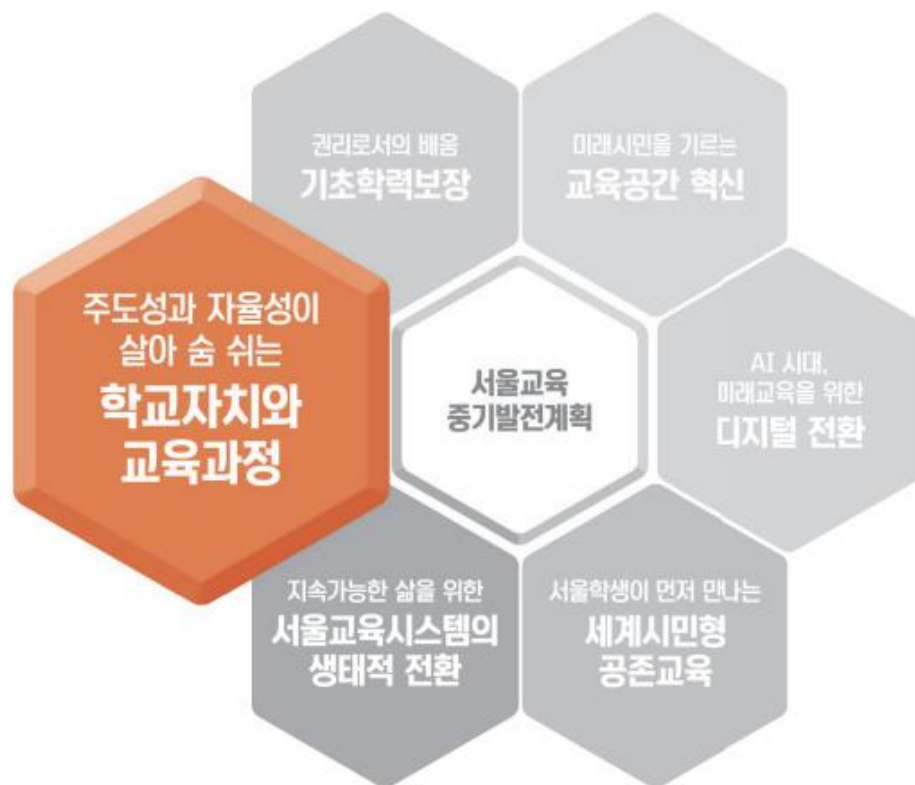 권리로서의 배움
기초학력보장
미래시민을 기르는
교육공간 혁신
주도성과 자율성이
살아 숨 쉬는
학교자치와
교육과정
서울교육
중기발전계획
AI 시대,
미래교육을 위한
디지털 전환
지속가능한 삶을 위한
서울교육시스템의
생태적 전환
서울학생이 먼저 만나는
세계시민형
공존교육